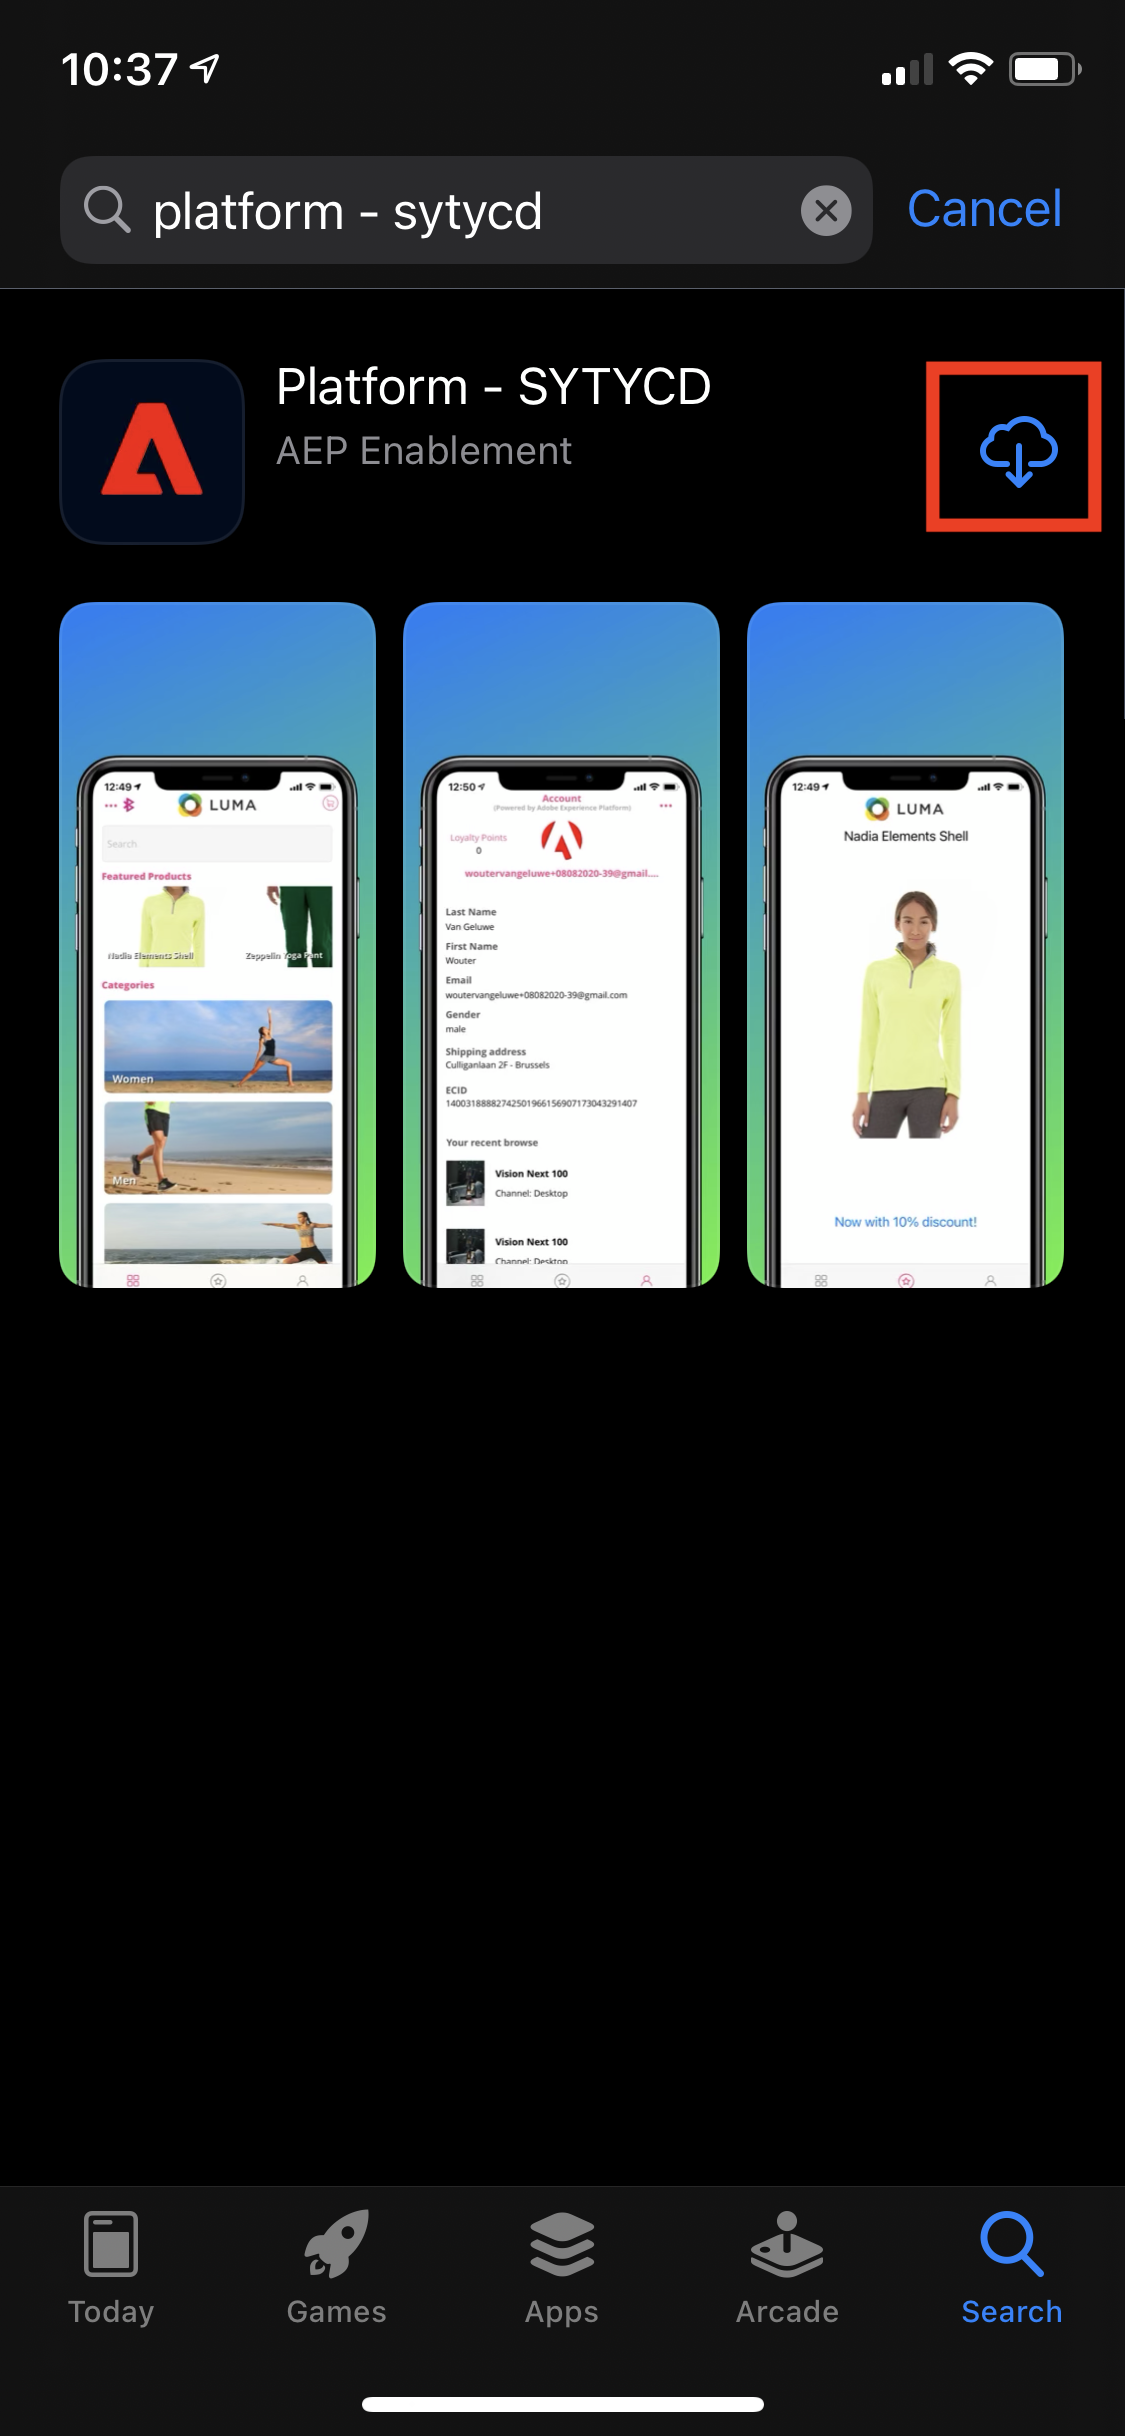 10:37
platform - sytycd
Cancel
Platform - SYTYCD
AEP Enablement
12:49
LUMA
Search
Featured Products
Nadia Elements Shell
Zeppelin Yoga Pant
Categories
Women
Men
12:50
Account
(Powered by Adobe Experience Platform)
Loyalty Points
0
woutervangeluwe+08082020-39@gmail....
Last Name
Van Geluwe
First Name
Wouter
Email
woutervangeluwe+08082020-39@gmail.com
Gender
male
Shipping address
Culliganlaan 2F - Brussels
ECID
14003188882742501966156907173043291407
Your recent browse
Vision Next 100
Channel: Desktop
Vision Next 100
Channel: Desktop
12:49
LUMA
Nadia Elements Shell
Now with 10% discount!
Today
Games
Apps
Arcade
Search